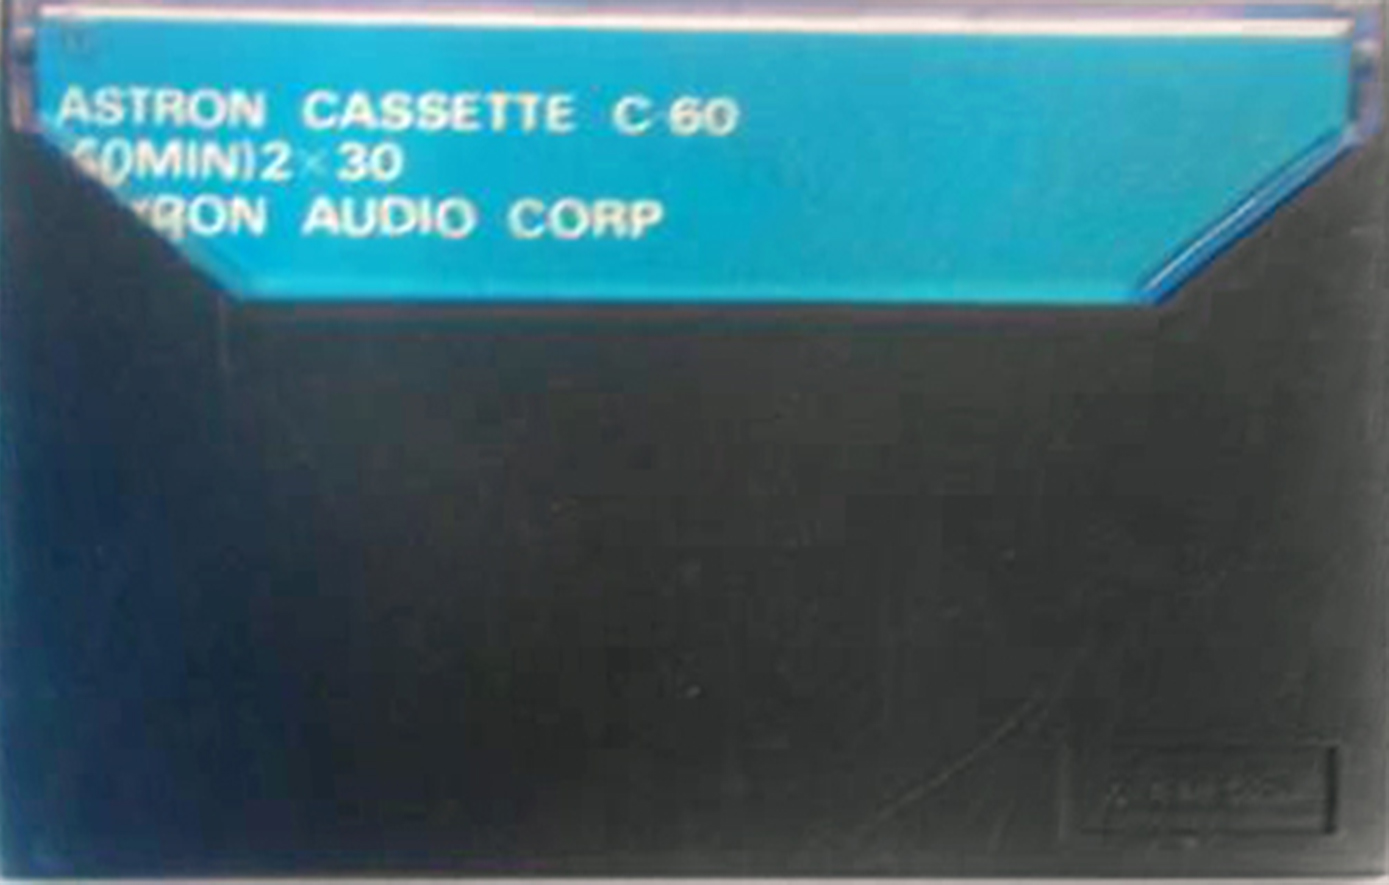 ASTRON CASSETTE C-60
60MIN)2×30
AUDIO CORP